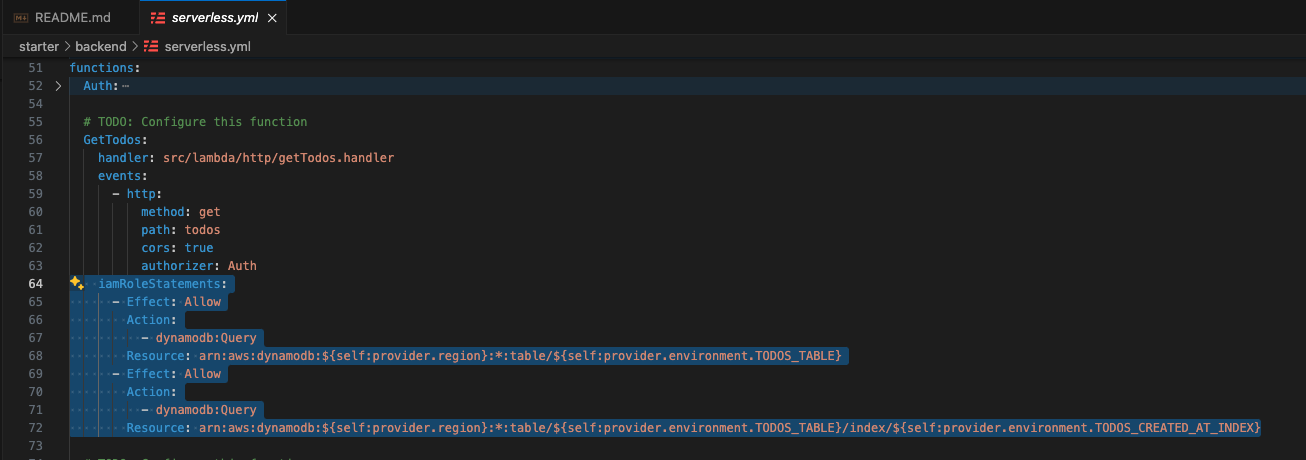 README.md serverless.yml
starter > backend > serverless.yml
51 functions:
52 Auth:
54
55 # TODO: Configure this function
56 GetTodos:
57 handler: src/lambda/http/getTodos.handler
58 events:
59 - http:
60 method: get
61 path: todos
62 cors: true
63 authorizer: Auth
64 iamRoleStatements:
65 - Effect: Allow
66 Action:
67 - dynamodb:Query
68 Resource: arn:aws:dynamodb:${self:provider.region}:*:table/${self:provider.environment.TODOS_TABLE}
69 - Effect: Allow
70 Action:
71 - dynamodb:Query
72 Resource: arn:aws:dynamodb:${self:provider.region}:*:table/${self:provider.environment.TODOS_TABLE}/index/${self:provider.environment.TODOS_CREATED_AT_INDEX}
73